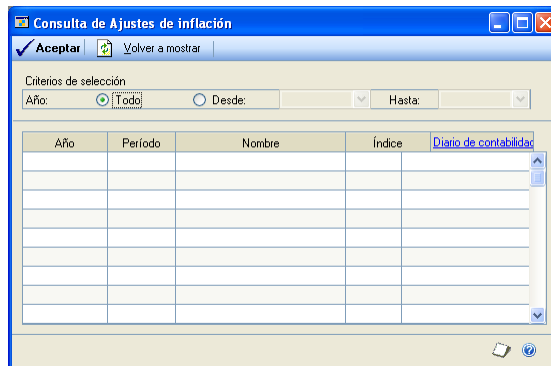 Consulta de Ajustes de inflación
Aceptar Volver a mostrar
Criterios de selección
Año: Todo Desde: Hasta:
Año Período Nombre Índice Diario de contabilidad